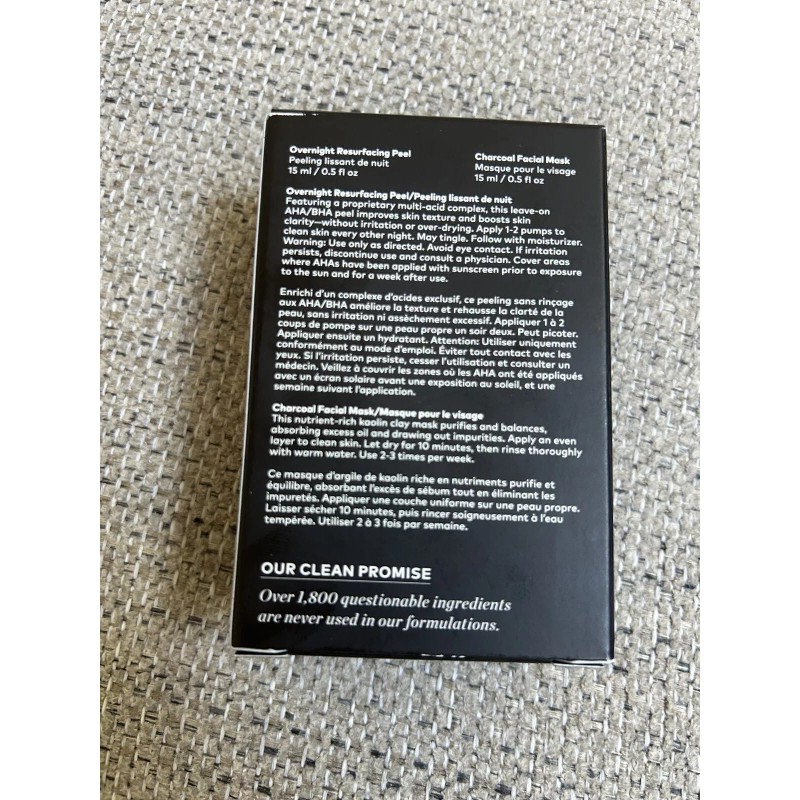 Overnight Resurfacing Peel
Peeling lissant de nuit
15 ml / 0.5 fl oz
Charcoal Facial Mask
Masque pour le visage
15 ml / 0.5 fl oz
Overnight Resurfacing Peel/Peeling lissant de nuit
Featuring a proprietary multi-acid complex, this leave-on
AHA/BHA peel improves skin texture and boosts skin
clarity—without irritation or over-drying. Apply 1-2 pumps to
clean skin every other night. May tingle. Follow with moisturizer.
Warning: Use only as directed. Avoid eye contact. If irritation
persists, discontinue use and consult a physician. Cover areas
where AHAs have been applied with sunscreen prior to exposure
to the sun and for a week after use.
Enrichi d'un complexe d'acides exclusif, ce peeling sans rinçage
aux AHA/BHA améliore la texture et rehausse la clarté de la
peau, sans irritation ni assèchement excessif. Appliquer 1 à 2
coups de pompe sur une peau propre un soir deux. Peut picoter.
Appliquer ensuite un hydratant. Attention: Utiliser uniquement
conformément au mode d'emploi. Éviter tout contact avec les
yeux. Si l'irritation persiste, cesser l'utilisation et consulter un
médecin. Veillez à couvrir les zones où les AHA ont été appliqués
avec un écran solaire avant une exposition au soleil, et une
semaine suivant l'application.
Charcoal Facial Mask/Masque pour le visage
This nutrient-rich kaolin clay mask purifies and balances,
absorbing excess oil and drawing out impurities. Apply an even
layer to clean skin. Let dry for 10 minutes, then rinse thoroughly
with warm water. Use 2-3 times per week.
Ce masque d'argile de kaolin riche en nutriments purifie et
équilibre, absorbant l'excès de sébum tout en éliminant les
impuretés. Appliquer une couche uniforme sur une peau propre.
Laisser sécher 10 minutes, puis rincer soigneusement à l'eau
tempérée. Utiliser 2 à 3 fois par semaine.
OUR CLEAN PROMISE
Over 1,800 questionable ingredients
are never used in our formulations.